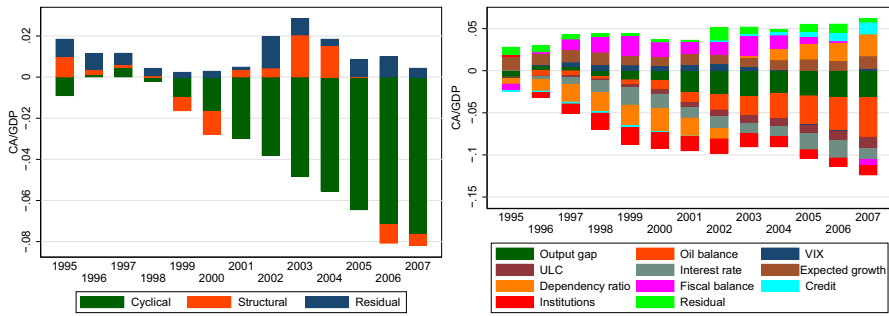 CA/GDP
.02
0
-.02
-.04
-.06
-.08
1995 1997 1999 2001 2003 2005 2007
1996 1998 2000 2002 2004 2006
Cyclical Structural Residual
CA/GDP
.05
0
-.05
-.1
-.15
1995 1997 1999 2001 2003 2005 2007
1996 1998 2000 2002 2004 2006
Output gap Oil balance VIX
ULC Interest rate Expected growth
Dependency ratio Fiscal balance Credit
Institutions Residual